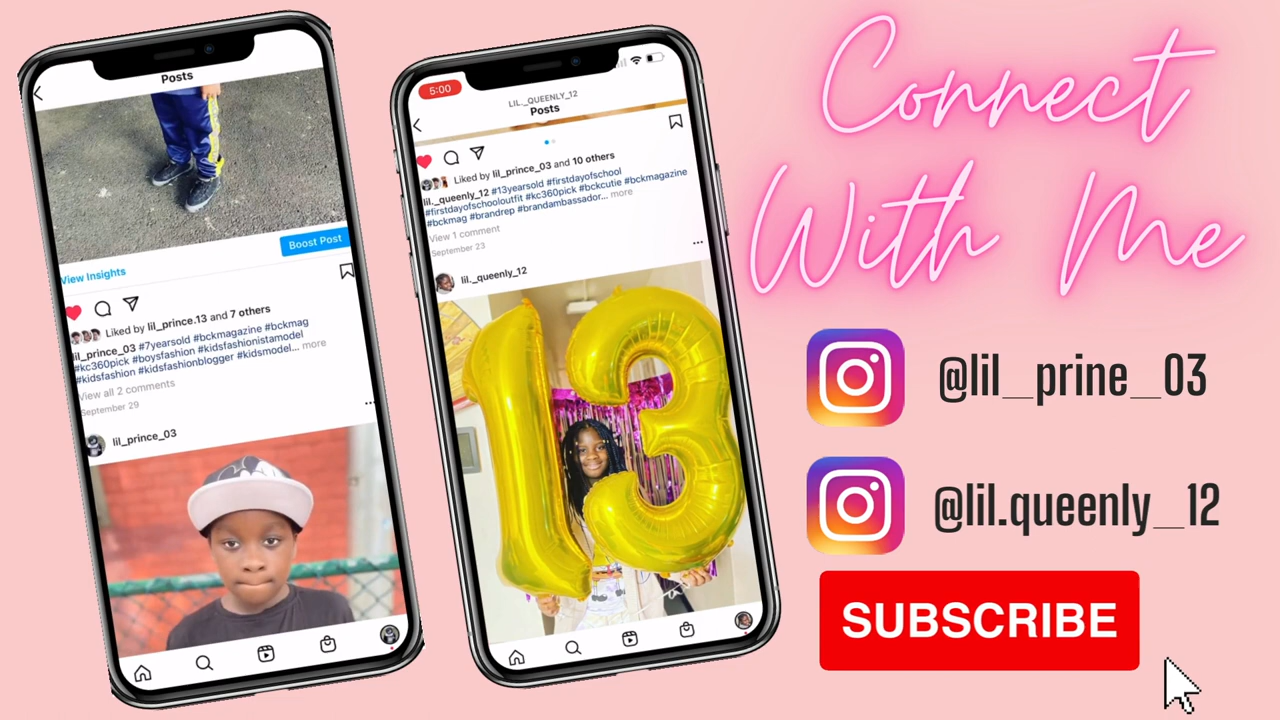 Posts
Boost Post
View Insights
Liked by lil_prince.13 and 7 others
lil_prince_03 #7yearsold #bckmagazine #bckmag
#kc360pick #boysfashion #kidsfashionistamodel
#kidsfashion #kidsfashionblogger #kidsmodel... more
View all 2 comments
September 29
lil_prince_03
5:00
LIL._QUEENLY_12
Posts
Liked by lil_prince_03 and 10 others
lil._queenly_12 #13yearsold #firstdayofschool
#firstdayofschooloutfit #kc360pick #bckcutie #bckmagazine
#bckmag #brandrep #brandambassador... more
View 1 comment
September 23
lil._queenly_12
13
Connect
With Me
@lil_prine_03
@lil.queenly_12
SUBSCRIBE